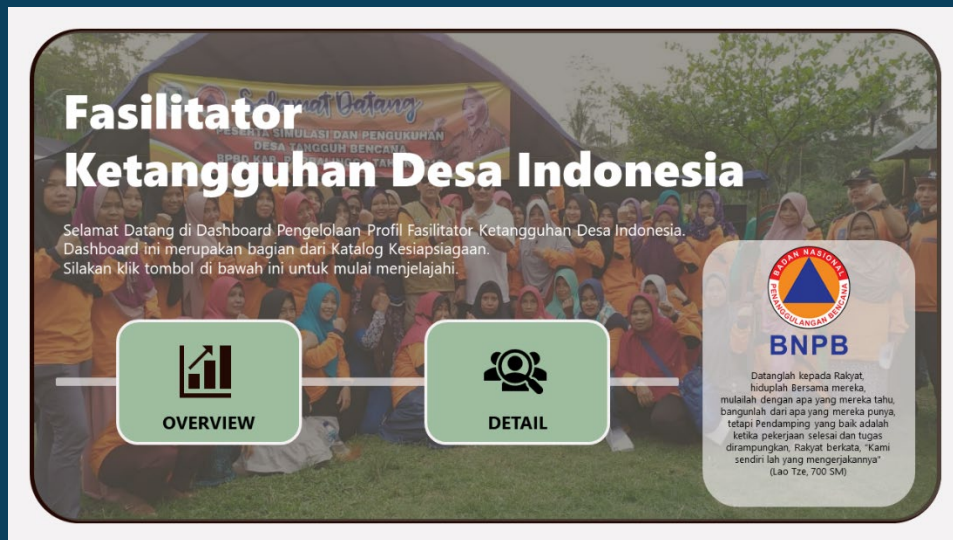 Selamat Datang
PESERTA SIMULASI DAN PENGUKUHAN
DESA TANGGUH BENCANA
BPBD KAB.
Fasilitator
Ketangguhan Desa Indonesia
Selamat Datang di Dashboard Pengelolaan Profil Fasilitator Ketangguhan Desa Indonesia.
Dashboard ini merupakan bagian dari Katalog Kesiapsiagaan.
Silakan klik tombol di bawah ini untuk mulai menjelajahi.
OVERVIEW
DETAIL
BADAN NASIONAL
PENANGGULANGAN BENCANA
BNPB
Datanglah kepada Rakyat,
hiduplah Bersama mereka,
mulailah dengan apa yang mereka tahu,
bangunlah dari apa yang mereka punya,
tetapi Pendamping yang baik adalah
ketika pekerjaan selesai dan tugas
dirampungkan, Rakyat berkata, "Kami
sendiri lah yang mengerjakannya"
(Lao Tze, 700 SM)